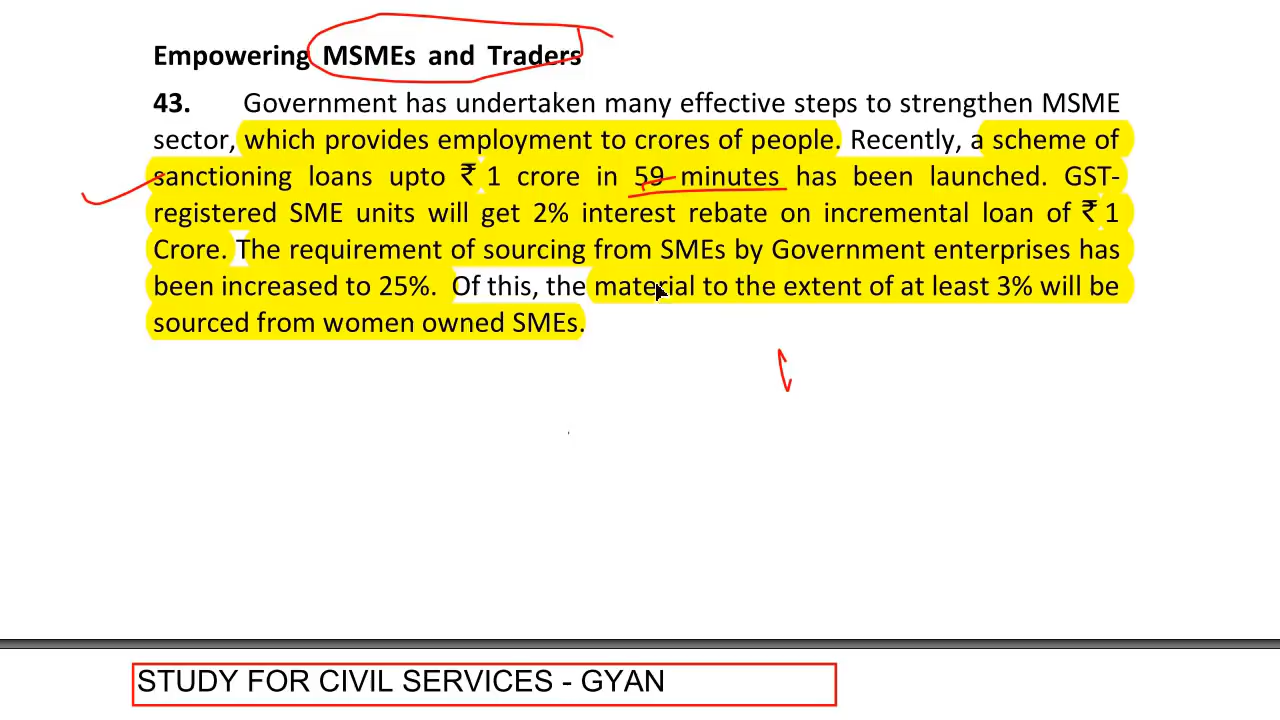 Empowering MSMEs and Traders
43. Government has undertaken many effective steps to strengthen MSME
sector, which provides employment to crores of people. Recently, a scheme of
sanctioning loans upto ₹ 1 crore in 59 minutes has been launched. GST-
registered SME units will get 2% interest rebate on incremental loan of ₹ 1
Crore. The requirement of sourcing from SMEs by Government enterprises has
been increased to 25%. Of this, the material to the extent of at least 3% will be
sourced from women owned SMEs.
STUDY FOR CIVIL SERVICES - GYAN